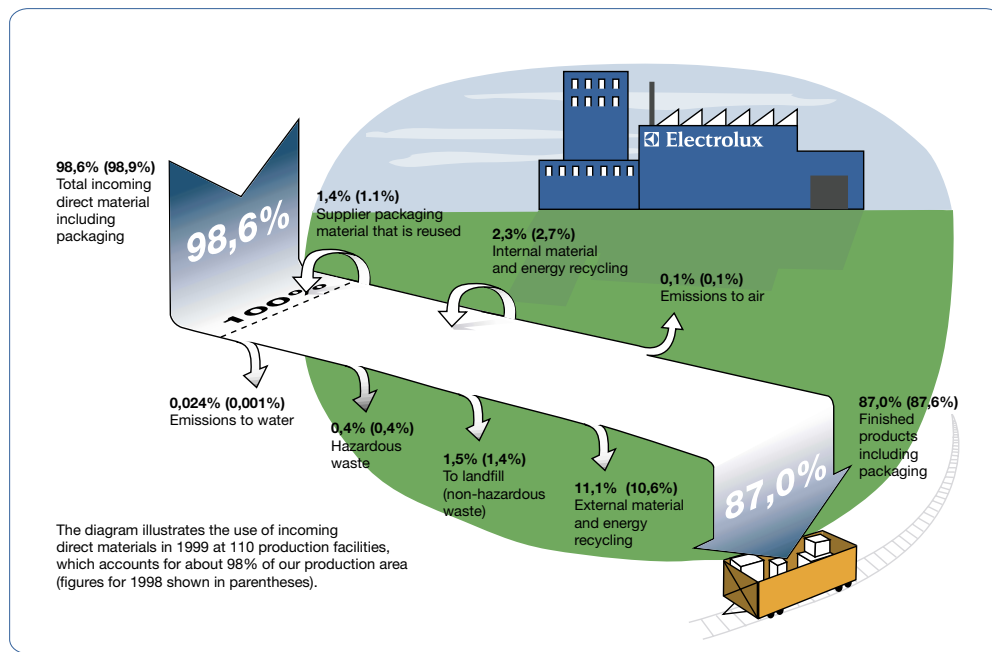 Electrolux
98,6% (98,9%)
Total incoming
direct material
including
packaging
98,6%
1,4% (1.1%)
Supplier packaging
material that is reused
2,3% (2,7%)
Internal material
and energy recycling
0,1% (0,1%)
Emissions to air
100%
0,024% (0,001%)
Emissions to water
0,4% (0,4%)
Hazardous
waste
1,5% (1,4%)
To landfill
(non-hazardous
waste)
11,1% (10,6%)
External material
and energy
recycling
87,0% (87,6%)
Finished
products
including
packaging
87,0%
The diagram illustrates the use of incoming
direct materials in 1999 at 110 production facilities,
which accounts for about 98% of our production area
(figures for 1998 shown in parentheses).